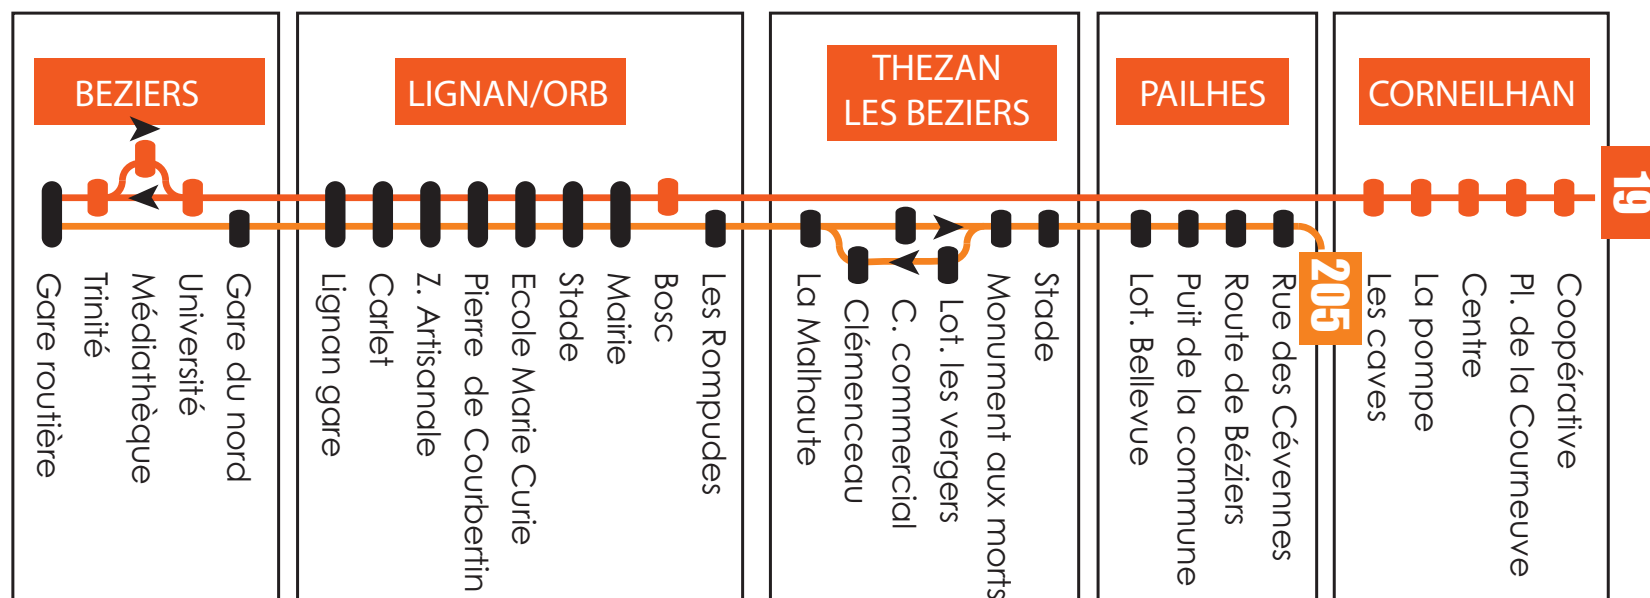 BEZIERS
LIGNAN/ORB
THEZAN
LES BEZIERS
PAILHES
CORNEILHAN
19
205
Gare routière
Trinité
Médiathèque
Université
Gare du nord
Lignan gare
Carlet
Z. Artisanale
Pierre de Courbertin
Ecole Marie Curie
Stade
Mairie
Bosc
Les Rompudes
La Malhaute
Clémenceau
C. commercial
Lot. les vergers
Monument aux morts
Stade
Lot. Bellevue
Puit de la commune
Route de Béziers
Rue des Cévennes
Les caves
La pompe
Centre
Pl. de la Courneuve
Coopérative